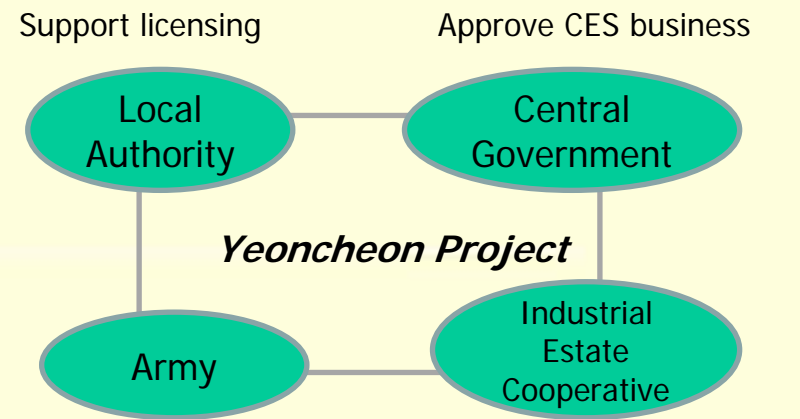 Support licensing
Approve CES business
Local
Authority
Central
Government
Yeoncheon Project
Army
Industrial
Estate
Cooperative